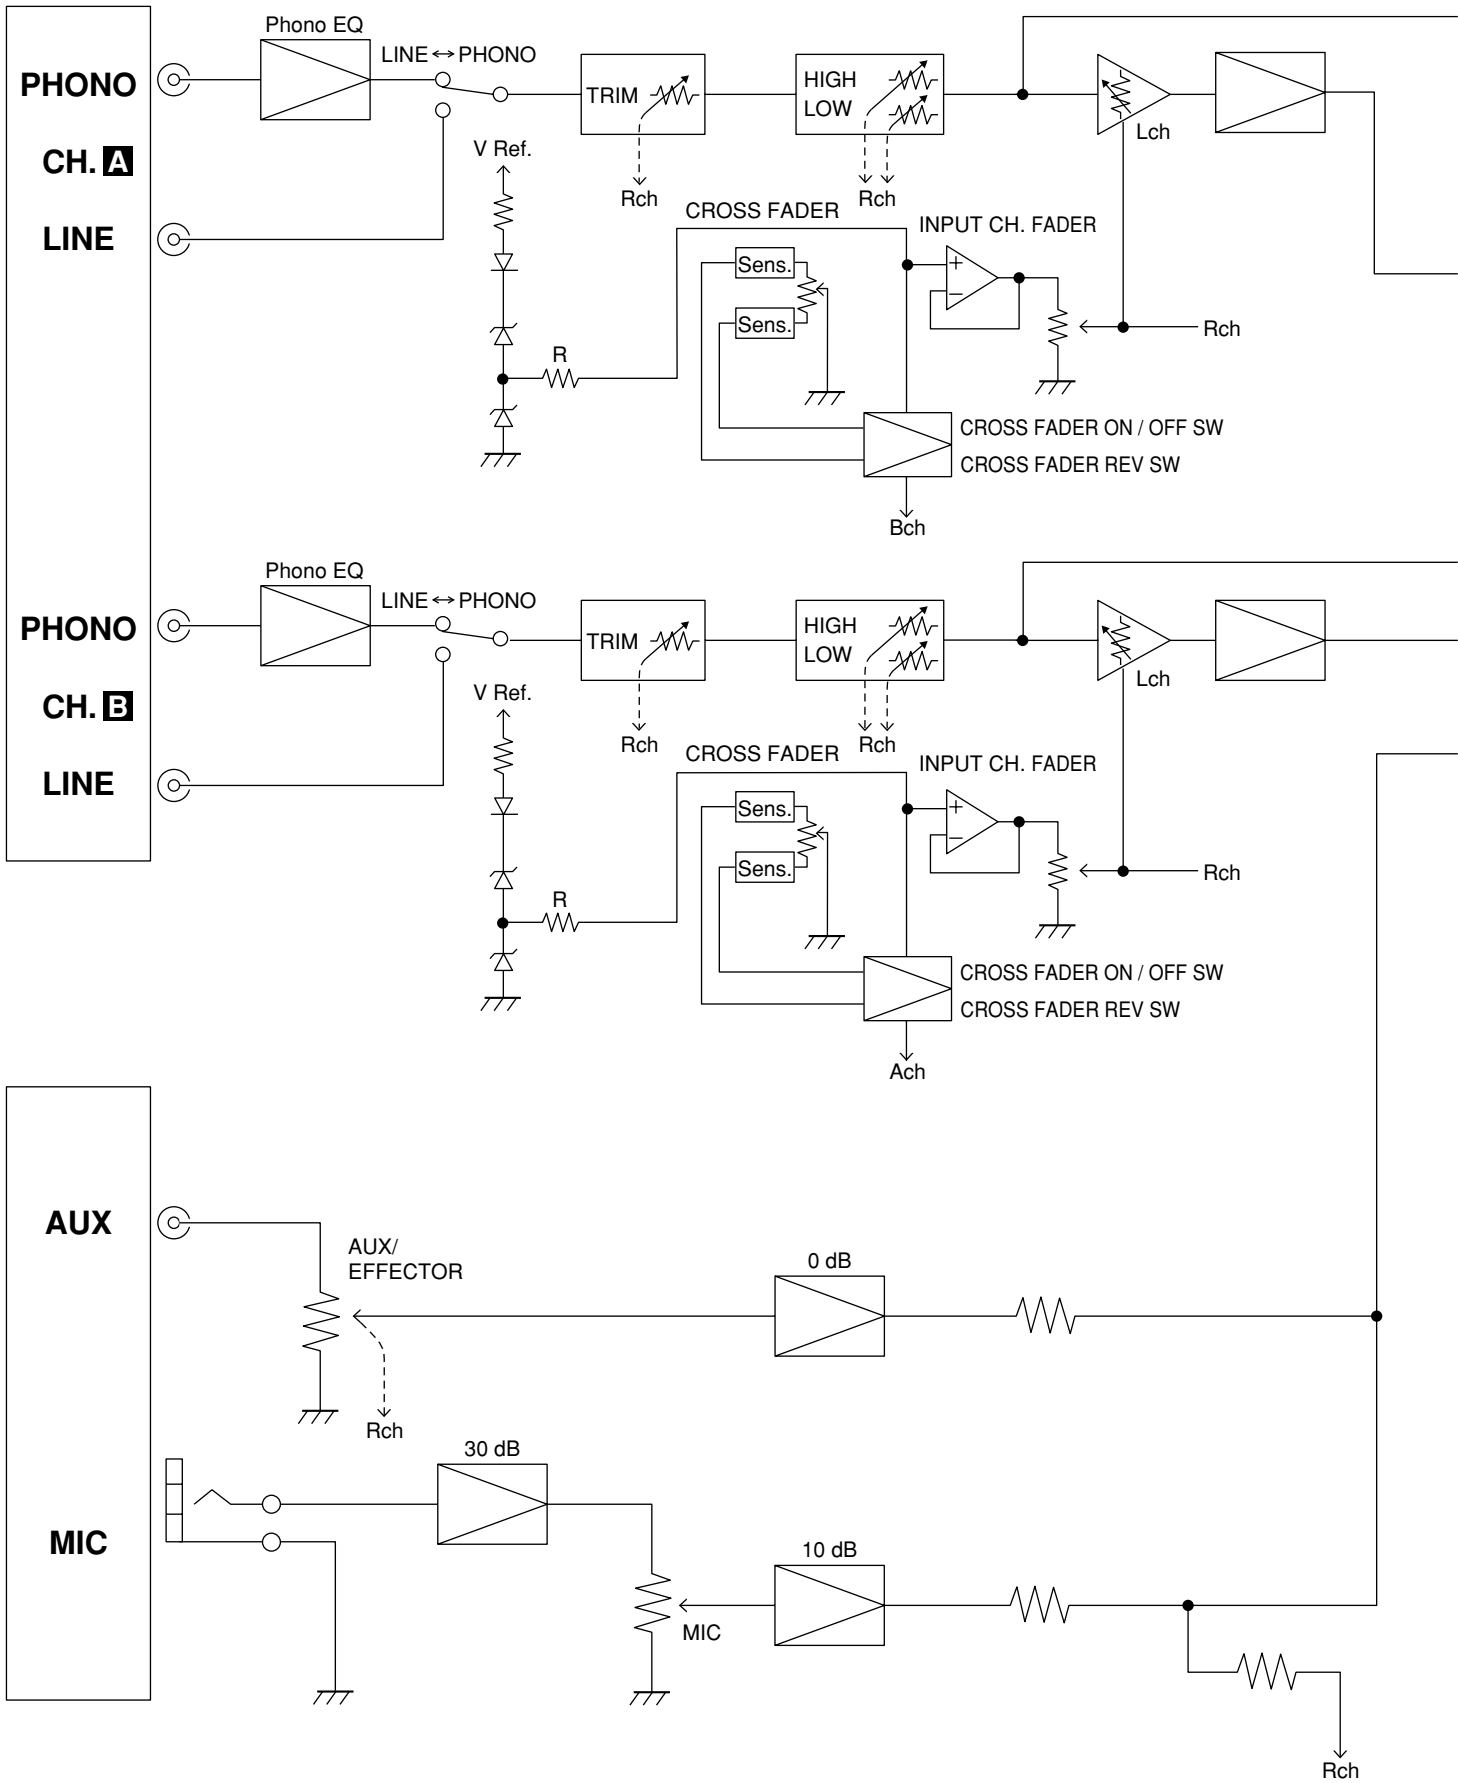 Phono EQ
LINE ↔ PHONO
PHONO
TRIM
HIGH
LOW
Lch
CH. A
V Ref.
Rch
Rch
CROSS FADER
INPUT CH. FADER
LINE
Sens.
+
−
Sens.
Rch
R
CROSS FADER ON / OFF SW
CROSS FADER REV SW
Bch
Phono EQ
LINE ↔ PHONO
PHONO
TRIM
HIGH
LOW
Lch
CH. B
V Ref.
Rch
Rch
CROSS FADER
INPUT CH. FADER
LINE
Sens.
+
−
Sens.
Rch
R
CROSS FADER ON / OFF SW
CROSS FADER REV SW
Ach
AUX
AUX/
EFFECTOR
0 dB
Rch
30 dB
MIC
10 dB
MIC
Rch